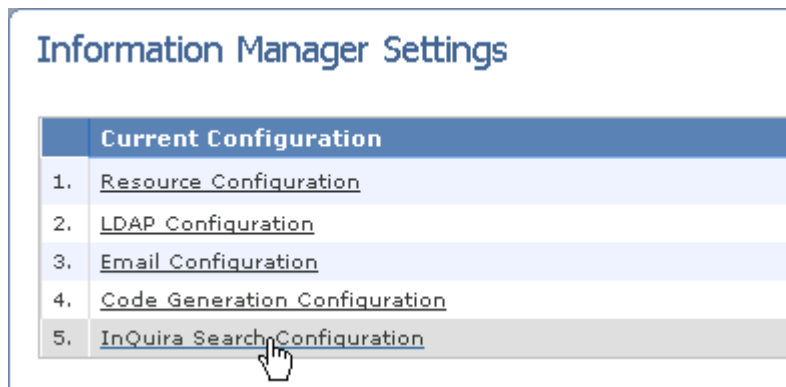 Information Manager Settings
Current Configuration
1. Resource Configuration
2. LDAP Configuration
3. Email Configuration
4. Code Generation Configuration
5. InQuira Search Configuration